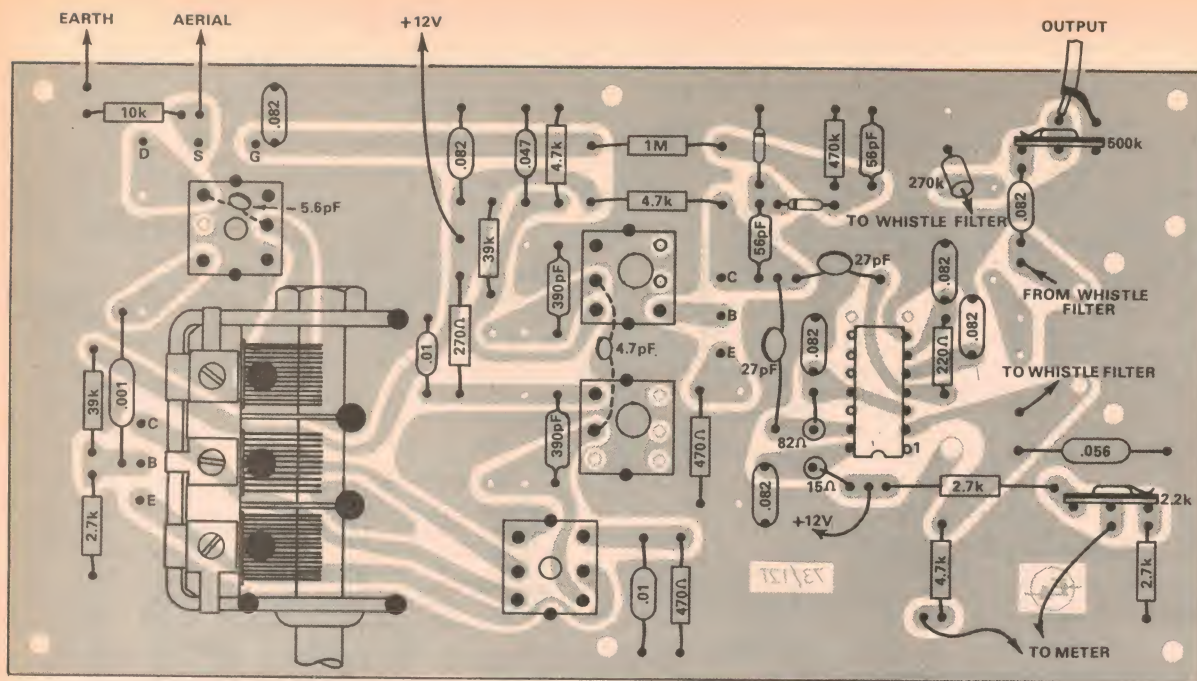 EARTH
AERIAL
+12V
OUTPUT
10k
.082
D
S
G
5.6pF
.082
.047
4.7k
1M
4.7k
39k
390pF
270Ω
.01
4.7pF
390pF
470Ω
C
B
E
470k
56pF
56pF
27pF
27pF
.082
.082
.082
220Ω
82Ω
15Ω
.082
1
+12V
270k
500k
.082
TO WHISTLE FILTER
FROM WHISTLE
FILTER
TO WHISTLE FILTER
.056
2.7k
2.2k
4.7k
2.7k
TO METER
39k
.001
C
B
E
2.7k
.01
470Ω
73/12T